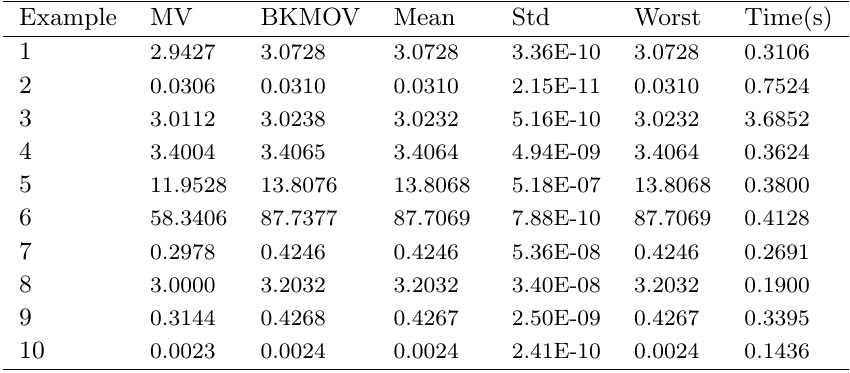 Example MV BKMOV Mean Std Worst Time(s)
1 2.9427 3.0728 3.0728 3.36E-10 3.0728 0.3106
2 0.0306 0.0310 0.0310 2.15E-11 0.0310 0.7524
3 3.0112 3.0238 3.0232 5.16E-10 3.0232 3.6852
4 3.4004 3.4065 3.4064 4.94E-09 3.4064 0.3624
5 11.9528 13.8076 13.8068 5.18E-07 13.8068 0.3800
6 58.3406 87.7377 87.7069 7.88E-10 87.7069 0.4128
7 0.2978 0.4246 0.4246 5.36E-08 0.4246 0.2691
8 3.0000 3.2032 3.2032 3.40E-08 3.2032 0.1900
9 0.3144 0.4268 0.4267 2.50E-09 0.4267 0.3395
10 0.0023 0.0024 0.0024 2.41E-10 0.0024 0.1436